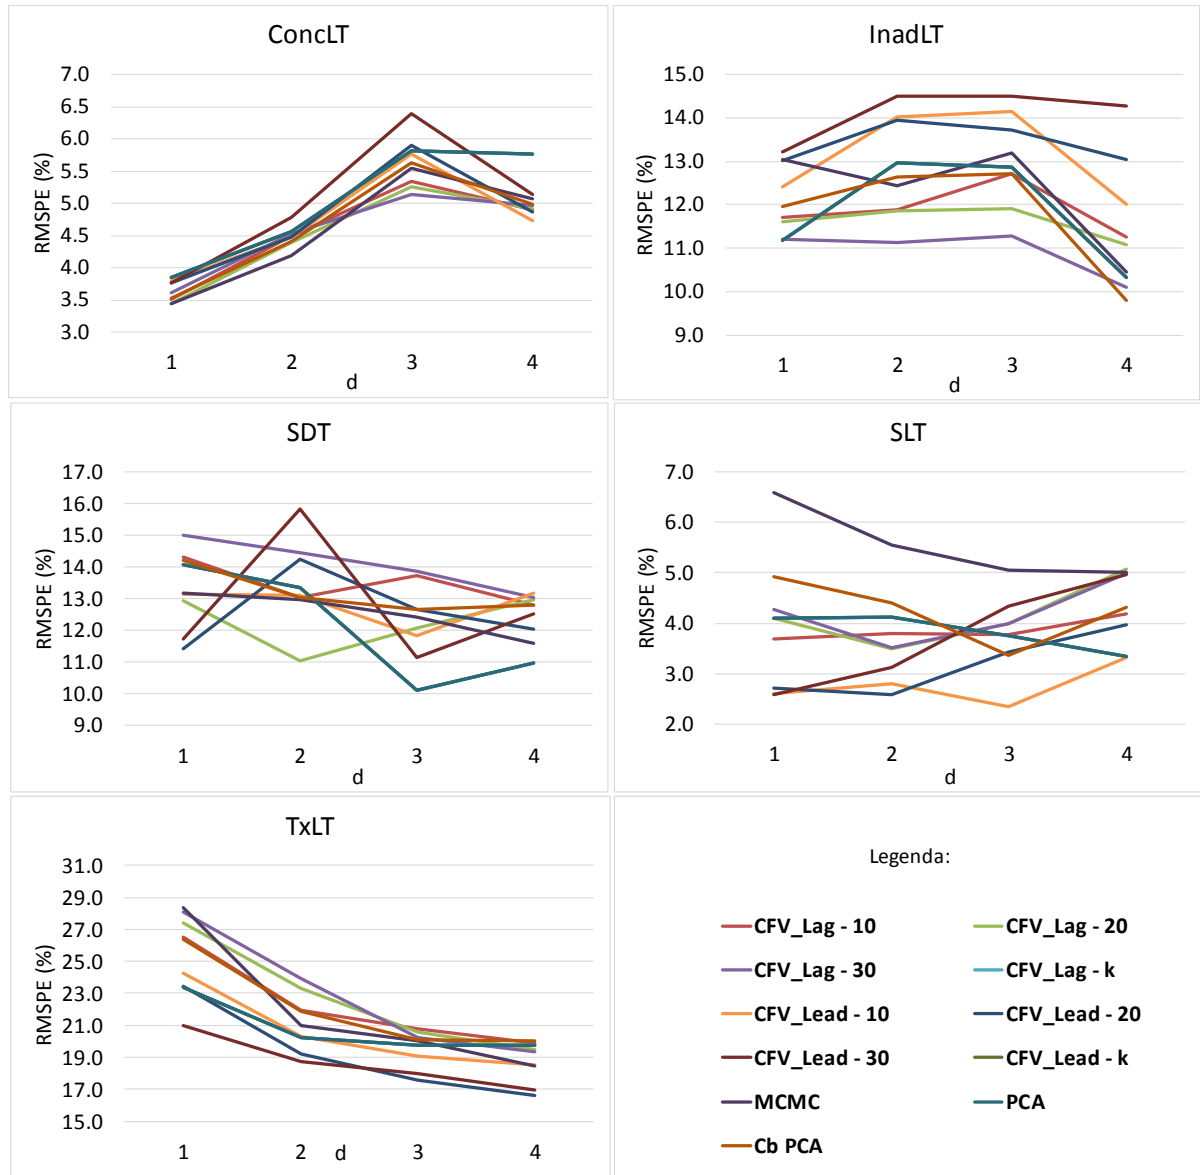 ConcLT
RMSPE (%)
7.0
6.5
6.0
5.5
5.0
4.5
4.0
3.5
3.0
1 2 3 4
d
InadLT
RMSPE (%)
15.0
14.0
13.0
12.0
11.0
10.0
9.0
1 2 3 4
d
SDT
RMSPE (%)
17.0
16.0
15.0
14.0
13.0
12.0
11.0
10.0
9.0
1 2 3 4
d
SLT
RMSPE (%)
7.0
6.0
5.0
4.0
3.0
2.0
1 2 3 4
d
TxLT
RMSPE (%)
31.0
29.0
27.0
25.0
23.0
21.0
19.0
17.0
15.0
1 2 3 4
d
Legenda:
CFV_Lag - 10 CFV_Lag - 20
CFV_Lag - 30 CFV_Lag - k
CFV_Lead - 10 CFV_Lead - 20
CFV_Lead - 30 CFV_Lead - k
MCMC PCA
Cb PCA